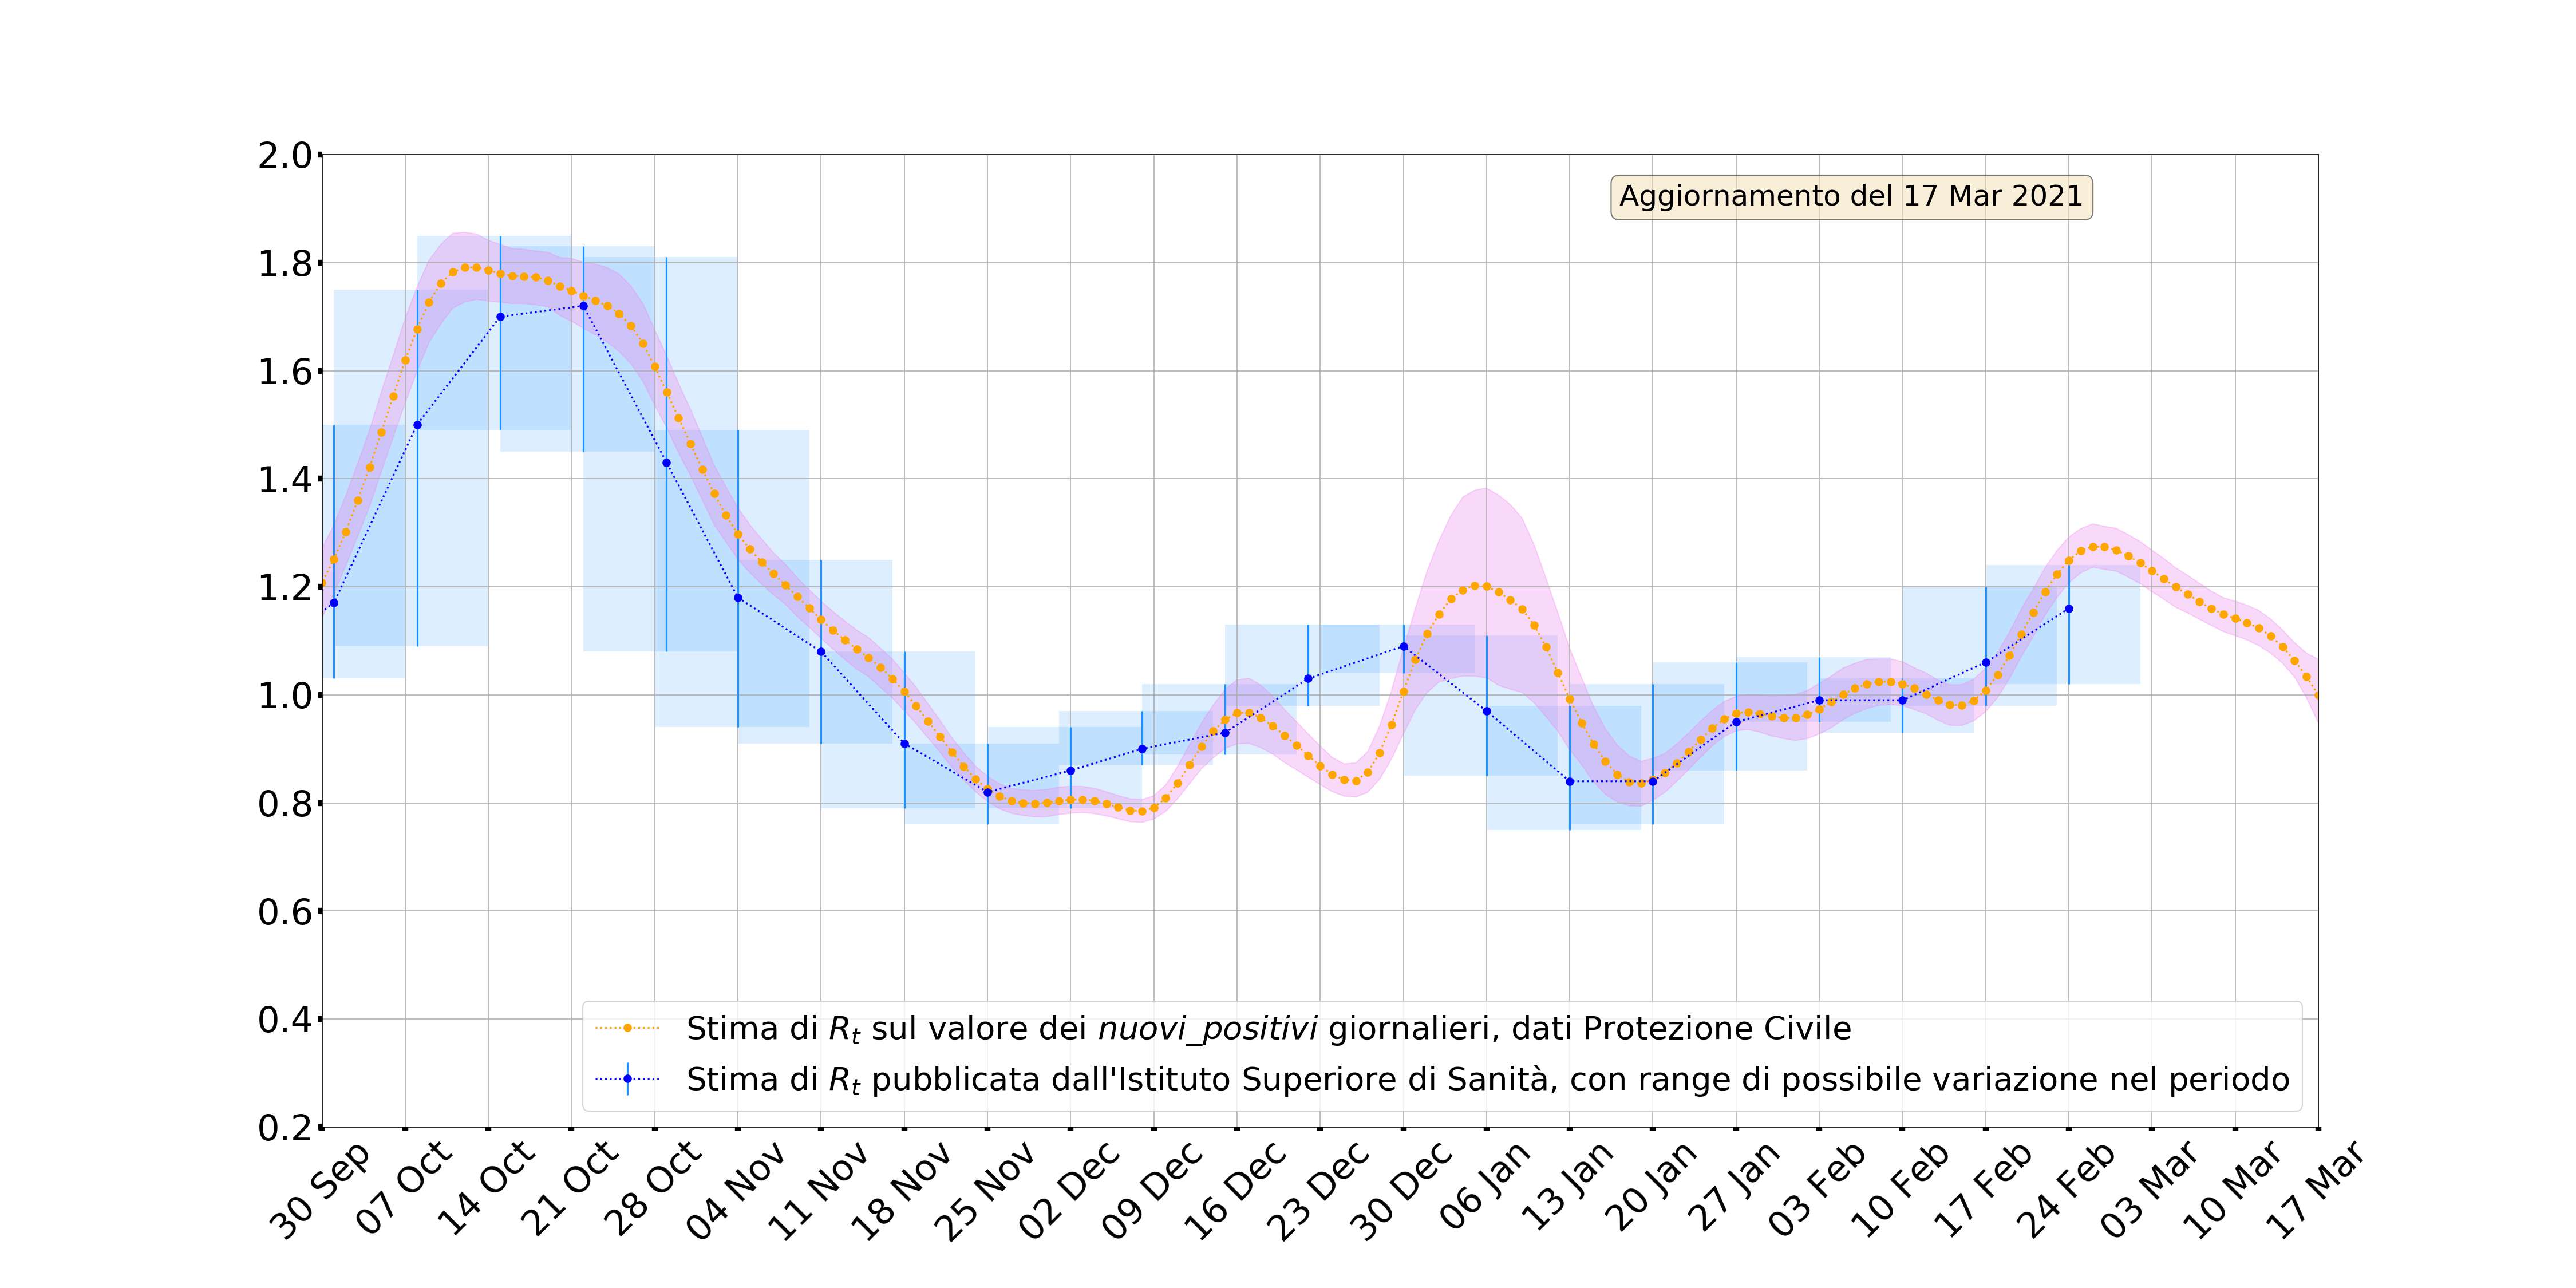 2.0
Aggiornamento del 17 Mar 2021
1.8
1.6
1.4
1.2
1.0
0.8
0.6
0.4
Stima di Rₜ sul valore dei nuovi_positivi giornalieri, dati Protezione Civile
Stima di Rₜ pubblicata dall'Istituto Superiore di Sanità, con range di possibile variazione nel periodo
0.2
30 Sep 07 Oct 14 Oct 21 Oct 28 Oct 04 Nov 11 Nov 18 Nov 25 Nov 02 Dec 09 Dec 16 Dec 23 Dec 30 Dec 06 Jan 13 Jan 20 Jan 27 Jan 03 Feb 10 Feb 17 Feb 24 Feb 03 Mar 10 Mar 17 Mar